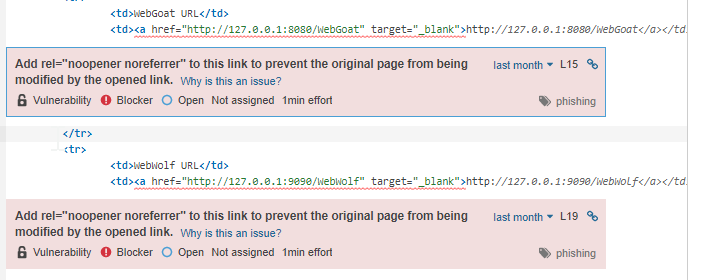 <td>WebGoat URL</td>
<td><a href="http://127.0.0.1:8080/WebGoat" target="_blank">http://127.0.0.1:8080/WebGoat</a></td
Add rel="noopener noreferrer" to this link to prevent the original page from being last month L15
modified by the opened link. Why is this an issue?
Vulnerability Blocker Open Not assigned 1min effort phishing
</tr>
<tr>
<td>WebWolf URL</td>
<td><a href="http://127.0.0.1:9090/WebWolf" target="_blank">http://127.0.0.1:9090/WebWolf</a></td
Add rel="noopener noreferrer" to this link to prevent the original page from being last month L19
modified by the opened link. Why is this an issue?
Vulnerability Blocker Open Not assigned 1min effort phishing